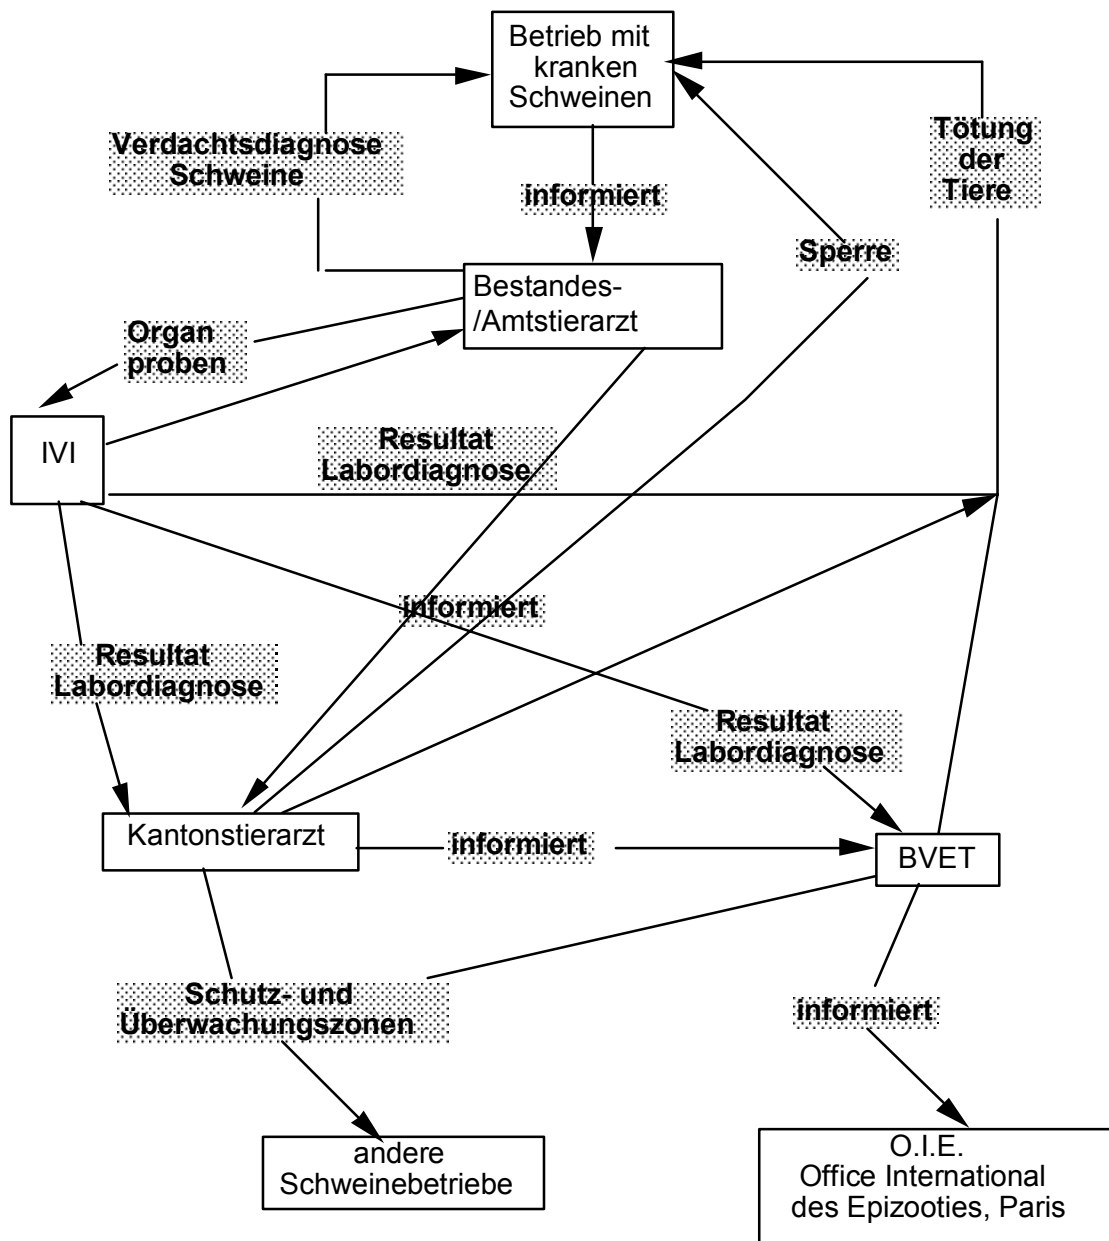 Betrieb mit
kranken
Schweinen
Verdachtsdiagnose
Schweine
Tötung
der
Tiere
informiert
Sperre
Bestandes-
/Amtstierarzt
Organ
proben
IVI
Resultat
Labordiagnose
informiert
Resultat
Labordiagnose
Resultat
Labordiagnose
Kantonstierarzt
informiert
BVET
Schutz- und
Überwachungszonen
informiert
andere
Schweinebetriebe
O.I.E.
Office International
des Epizooties, Paris